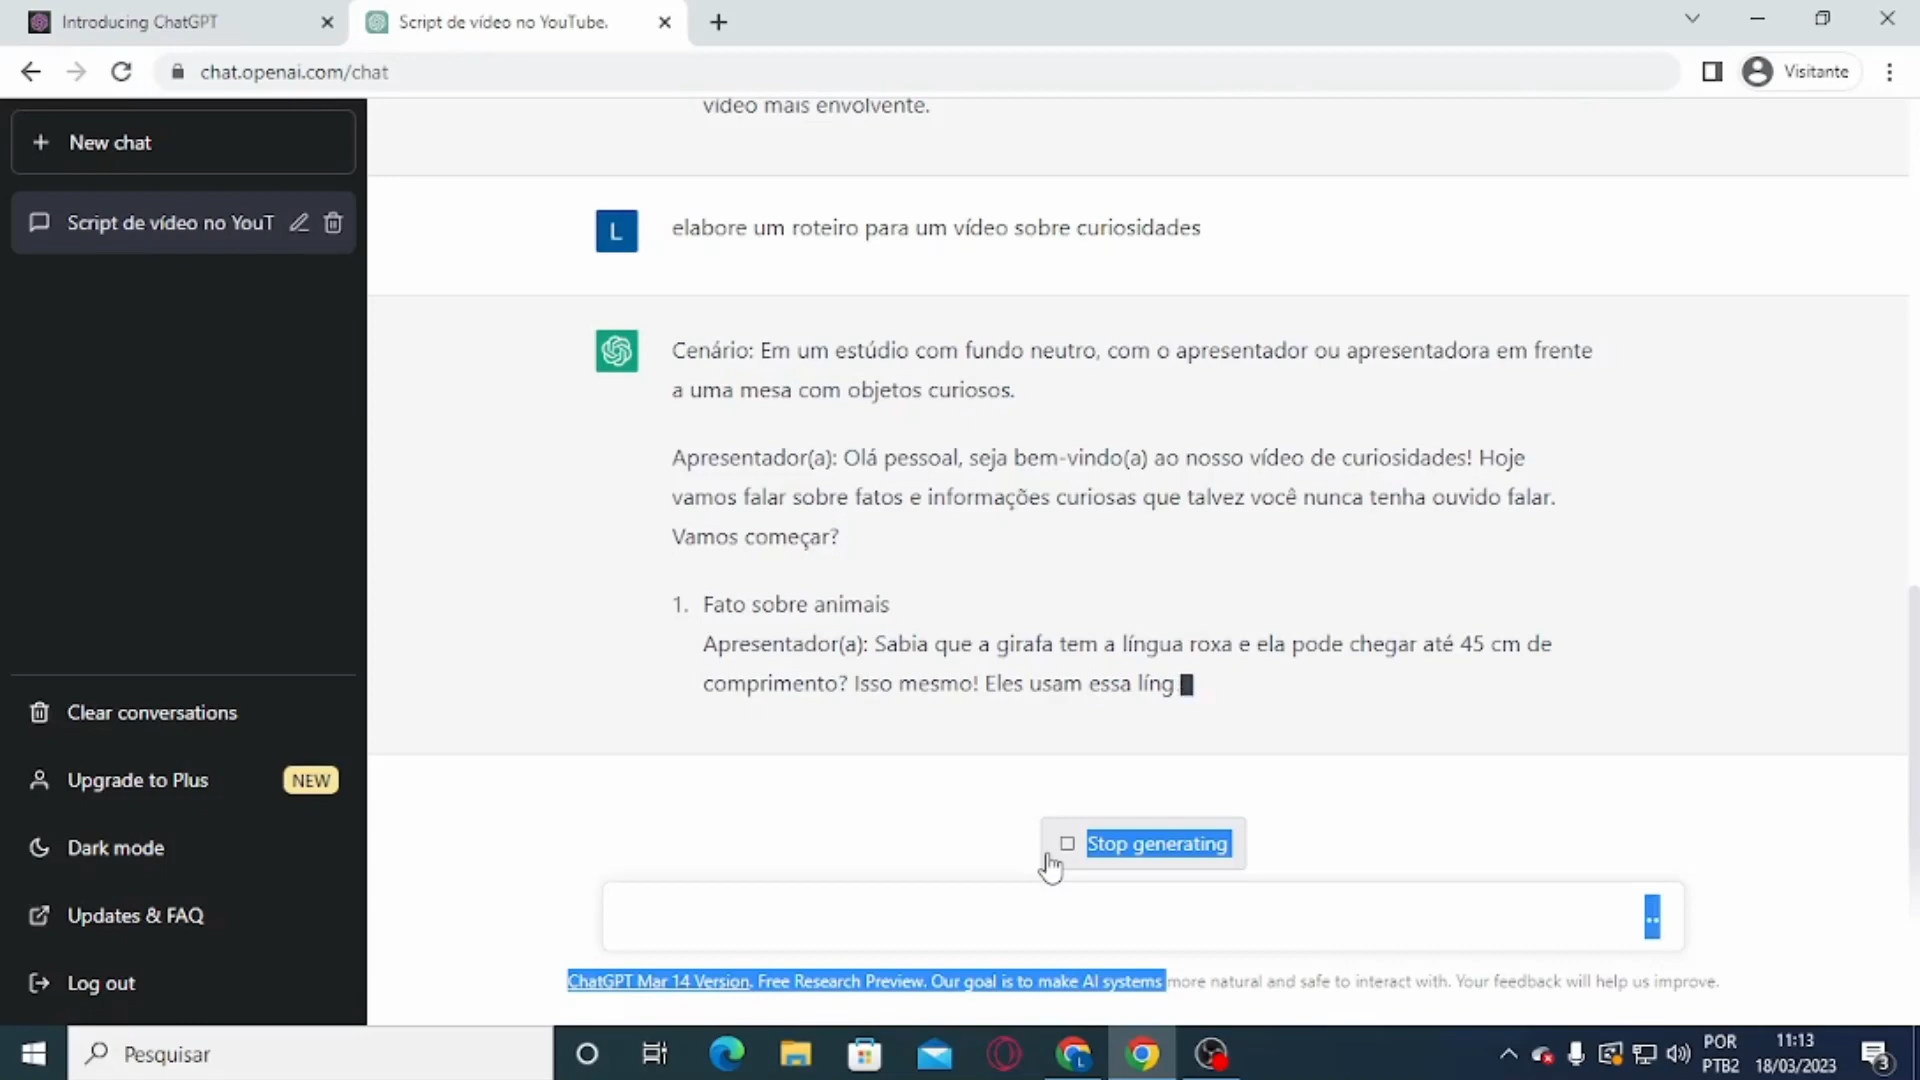 Introducing ChatGPT
Script de vídeo no YouTube.
chat.openai.com/chat
Visitante
New chat
Script de vídeo no YouT
Clear conversations
Upgrade to Plus
NEW
Dark mode
Updates & FAQ
Log out
vídeo mais envolvente.
L
elabore um roteiro para um vídeo sobre curiosidades
Cenário: Em um estúdio com fundo neutro, com o apresentador ou apresentadora em frente
a uma mesa com objetos curiosos.
Apresentador(a): Olá pessoal, seja bem-vindo(a) ao nosso vídeo de curiosidades! Hoje
vamos falar sobre fatos e informações curiosas que talvez você nunca tenha ouvido falar.
Vamos começar?
1. Fato sobre animais
Apresentador(a): Sabia que a girafa tem a língua roxa e ela pode chegar até 45 cm de
comprimento? Isso mesmo! Eles usam essa líng
Stop generating
ChatGPT Mar 14 Version. Free Research Preview. Our goal is to make AI systems more natural and safe to interact with. Your feedback will help us improve.
Pesquisar
L
POR
PTB2
11:13
18/03/2023
3